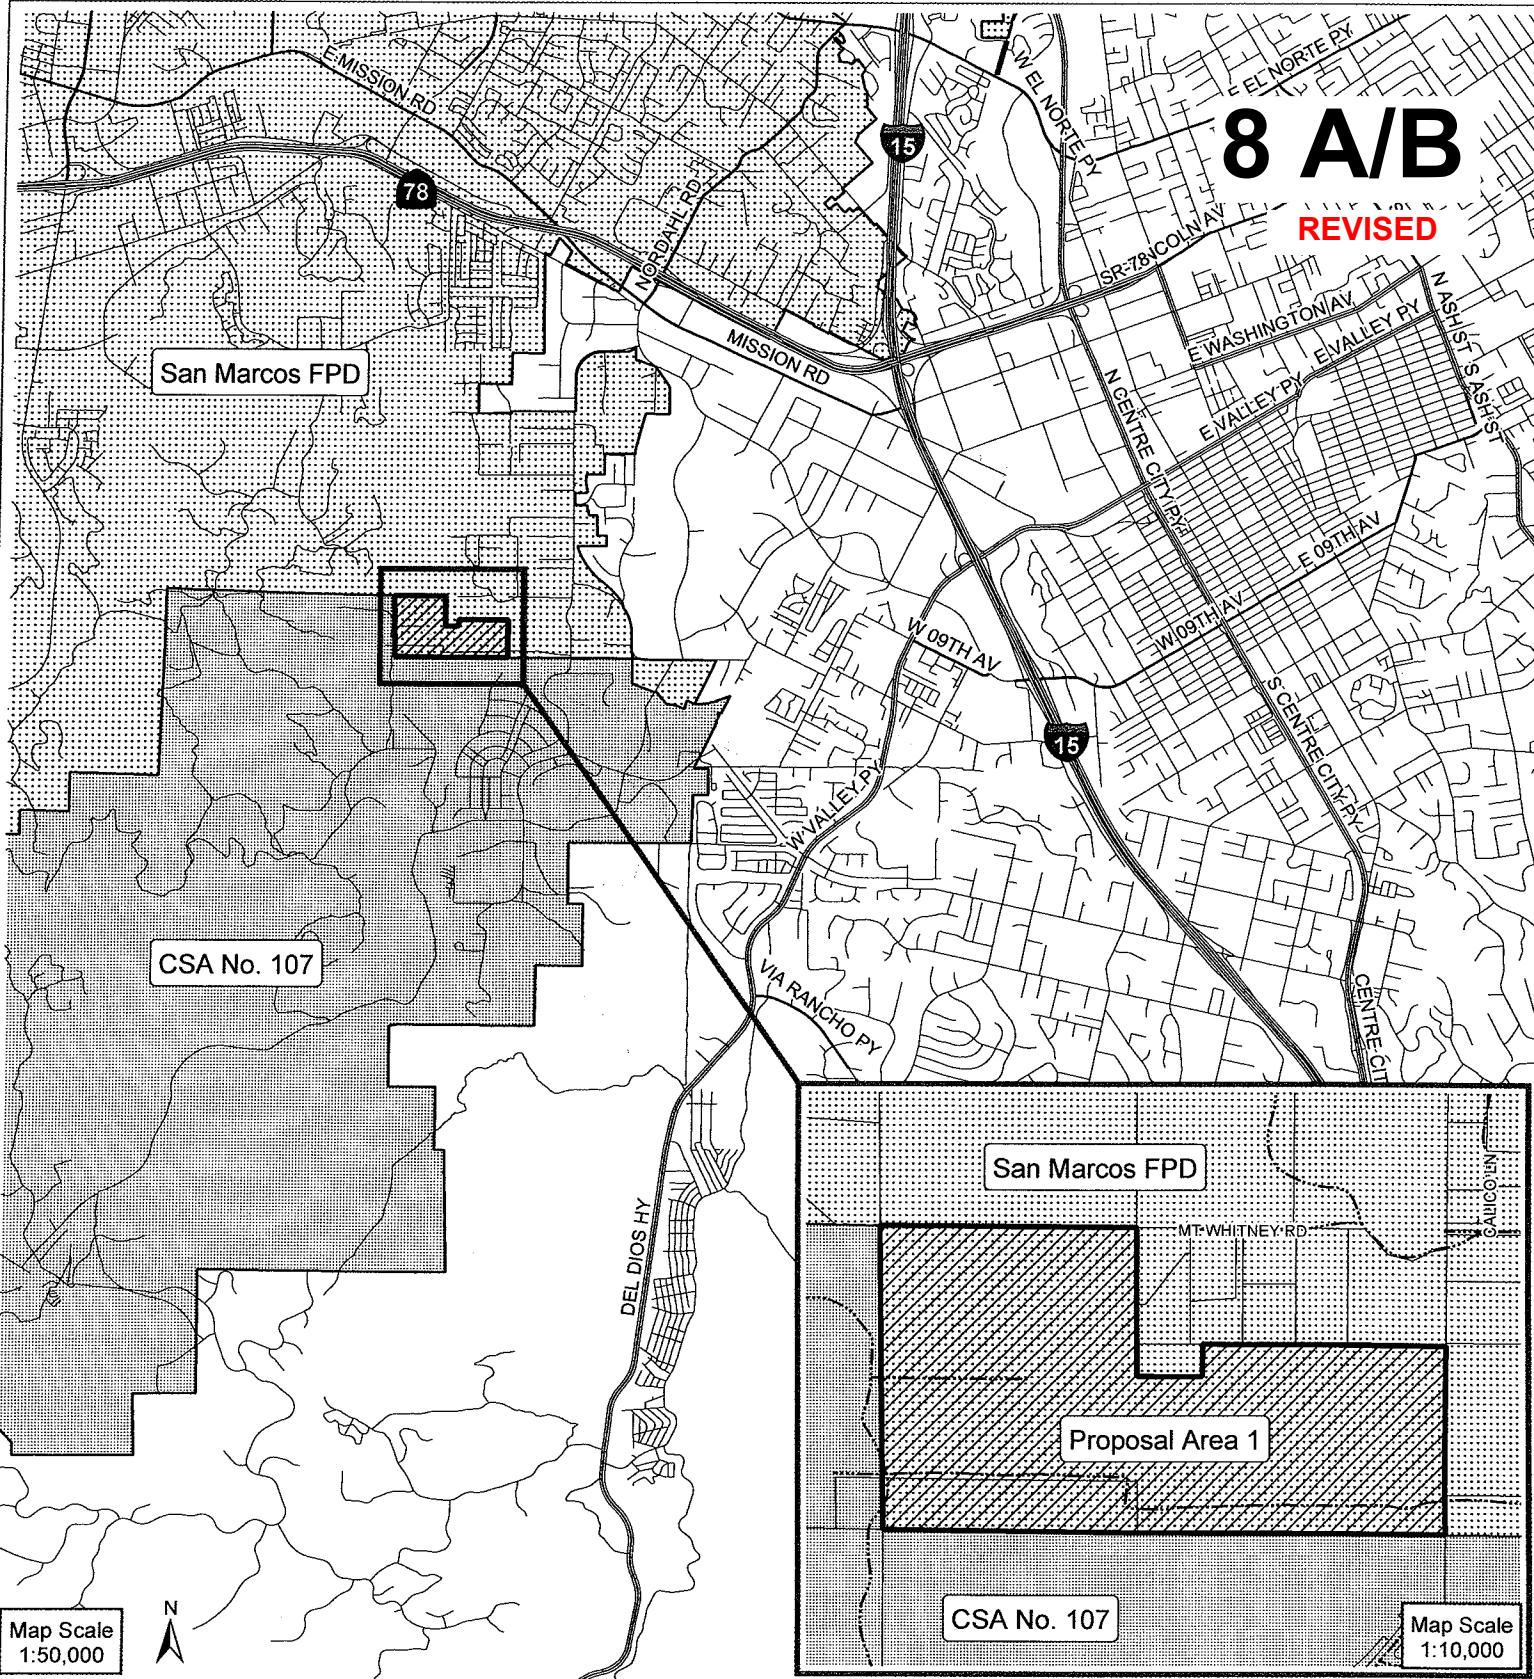 E MISSION RD
W EL NORTE PY
E EL NORTE PY
8 A/B
REVISED
15
78
NORDAHL RD
SR-78
LINCOLN AV
N ASH ST
S ASH ST
E WASHINGTON AV
E VALLEY PY
MISSION RD
San Marcos FPD
N CENTRE CITY PY
E VALLEY PY
E 09TH AV
W 09TH AV
W 09TH AV
S CENTRE CITY PY
15
W VALLEY PY
CSA No. 107
VIA RANCHO PY
CENTRE CIT
DEL DIOS HY
San Marcos FPD
CALICO LN
MT WHITNEY RD
Proposal Area 1
CSA No. 107
Map Scale
1:50,000
N
Map Scale
1:10,000